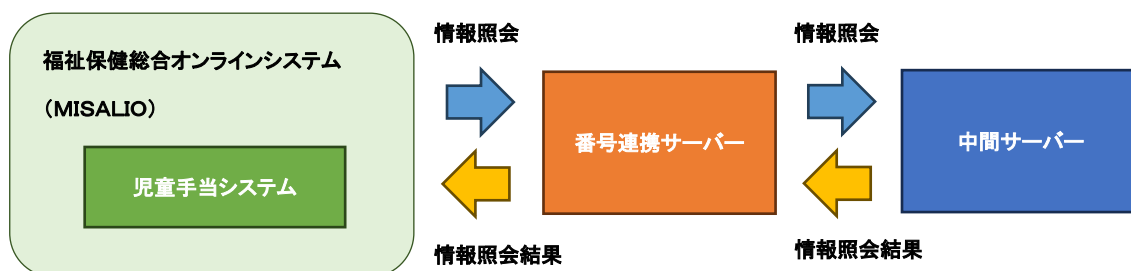 情報照会
情報照会
福祉保健総合オンラインシステム
（MISALIO）
番号連携サーバー
中間サーバー
児童手当システム
情報照会結果
情報照会結果